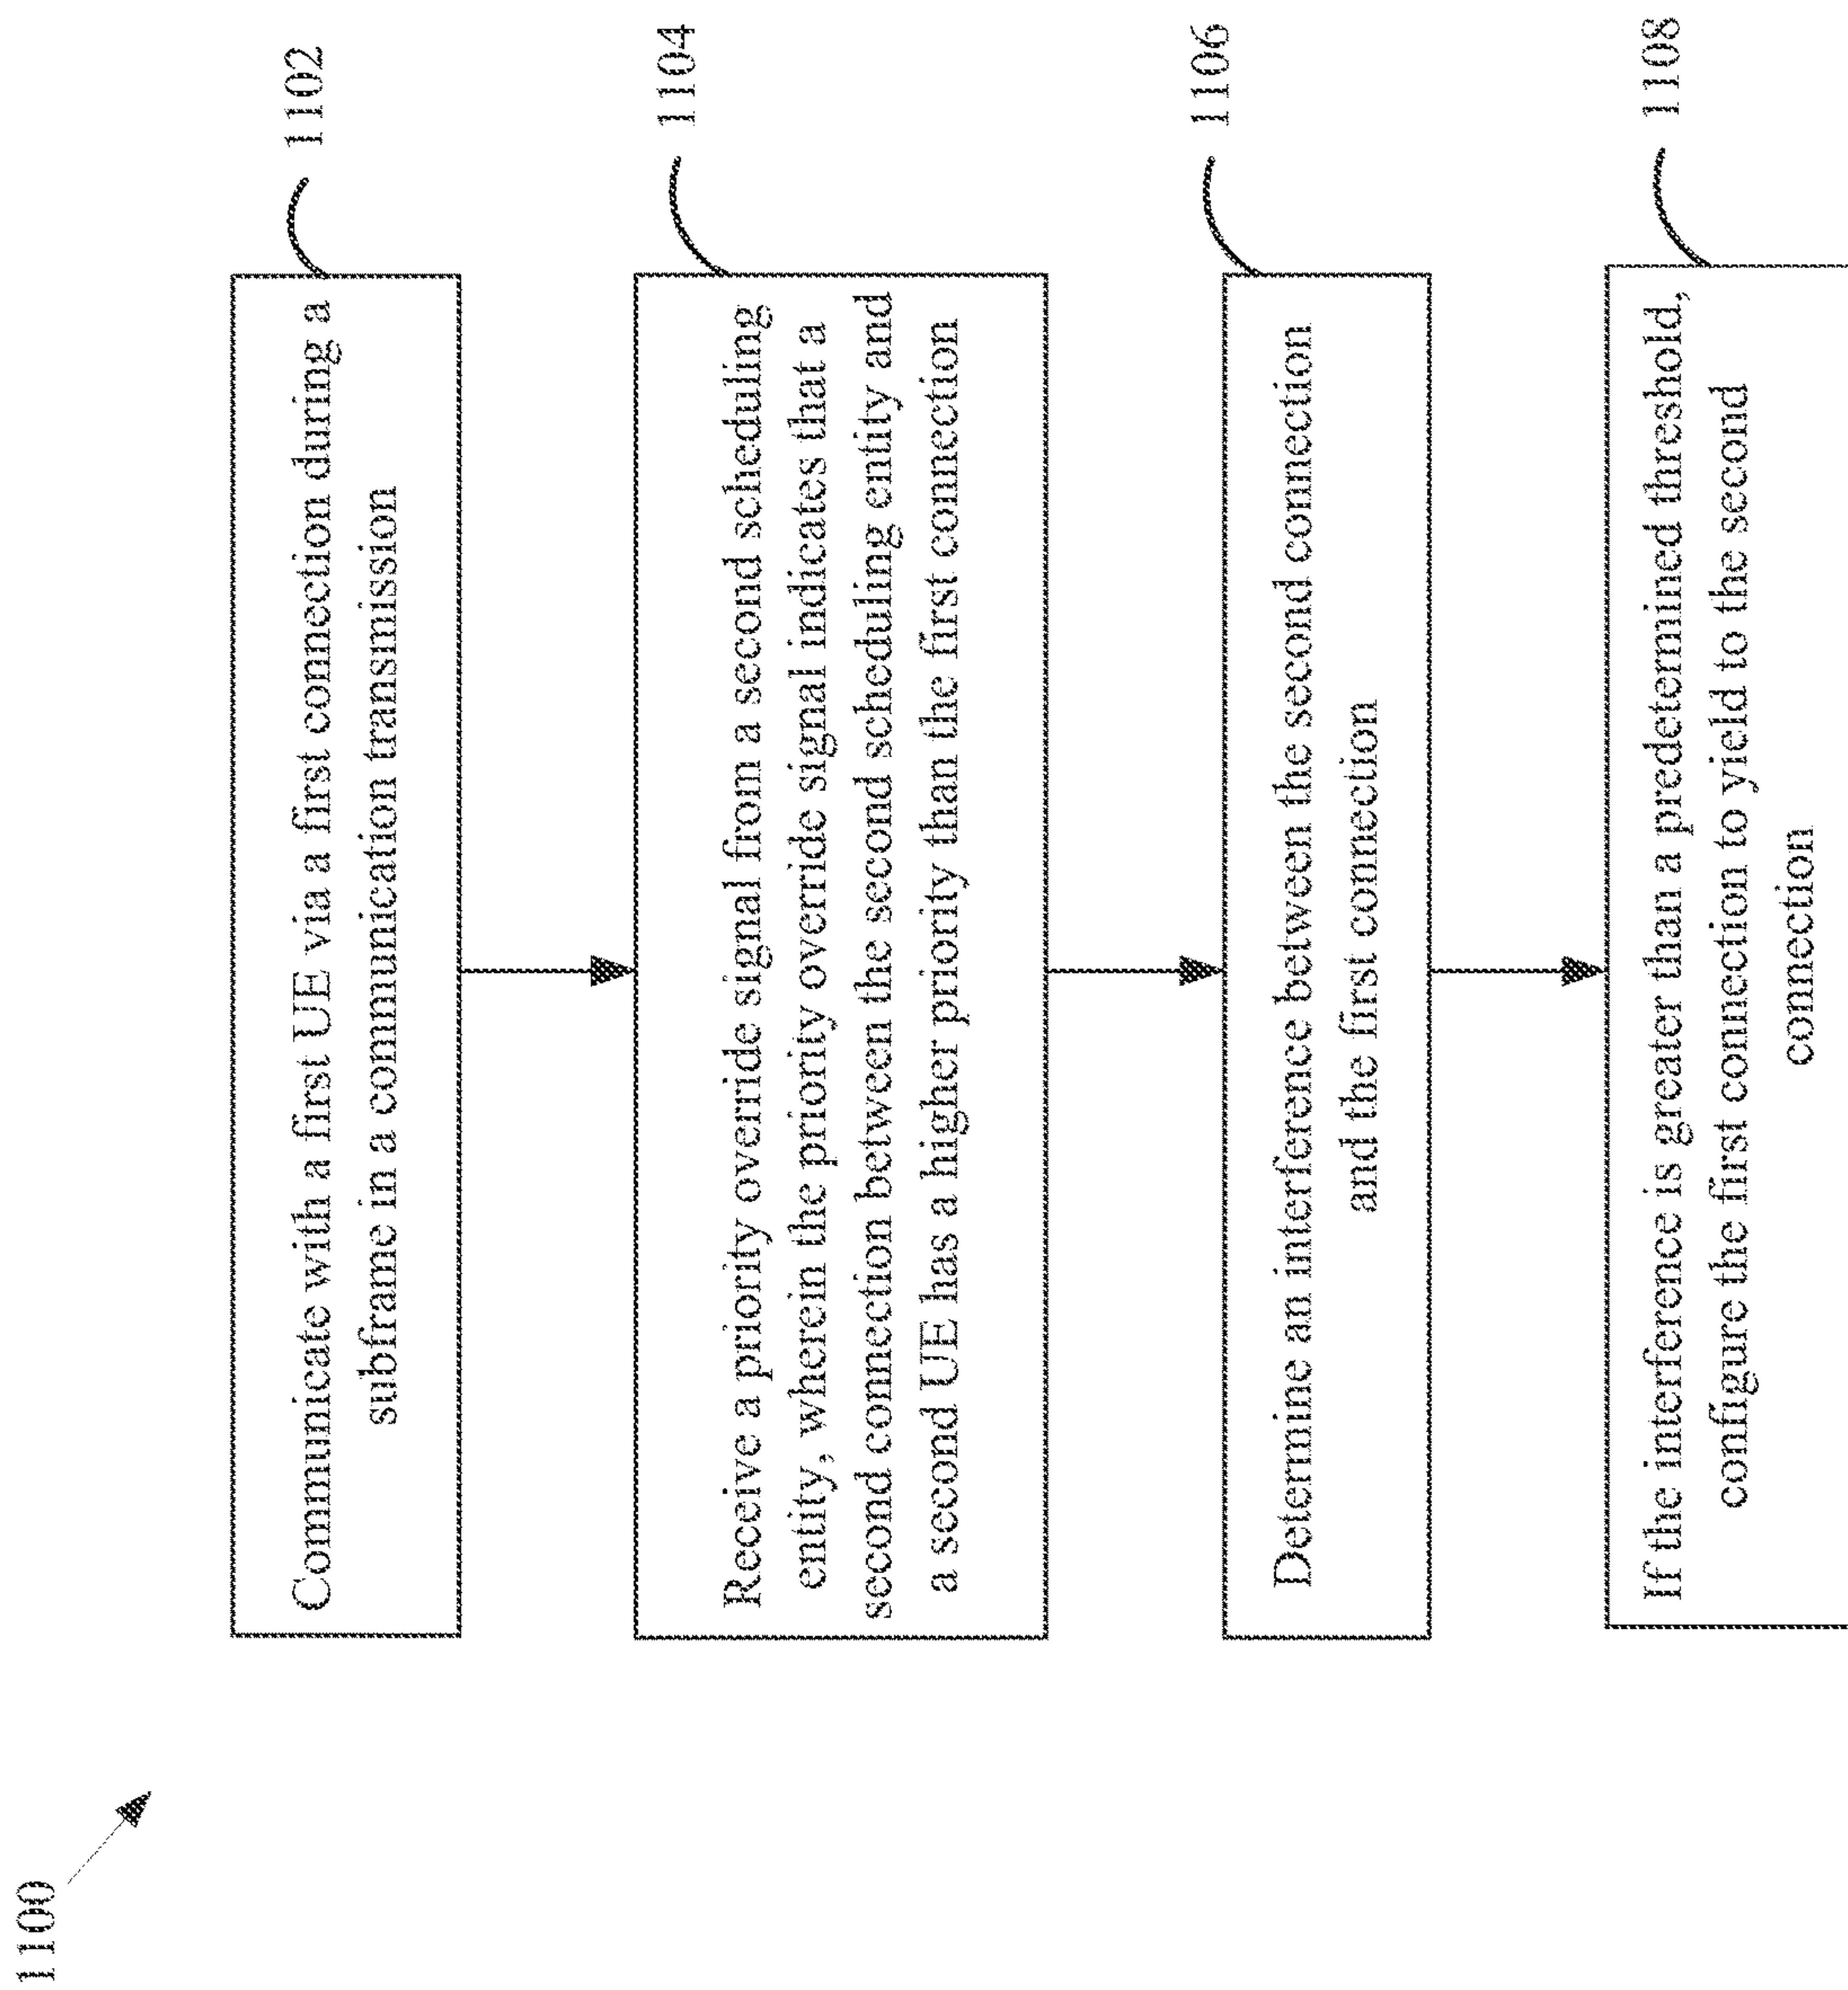 1100
Communicate with a first UE via a first connection during a
subframe in a communication transmission
1102
Receive a priority override signal from a second scheduling
entity, wherein the priority override signal indicates that a
second connection between the second scheduling entity and
a second UE has a higher priority than the first connection
1104
Determine an interference between the second connection
and the first connection
1106
If the interference is greater than a predetermined threshold,
configure the first connection to yield to the second
connection
1108